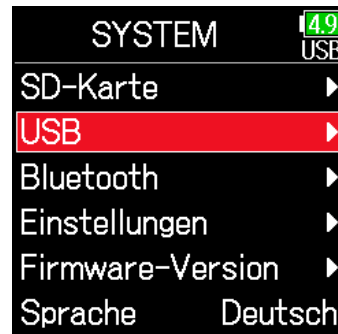 SYSTEM
4.9
USB
SD-Karte
USB
Bluetooth
Einstellungen
Firmware-Version
Sprache Deutsch